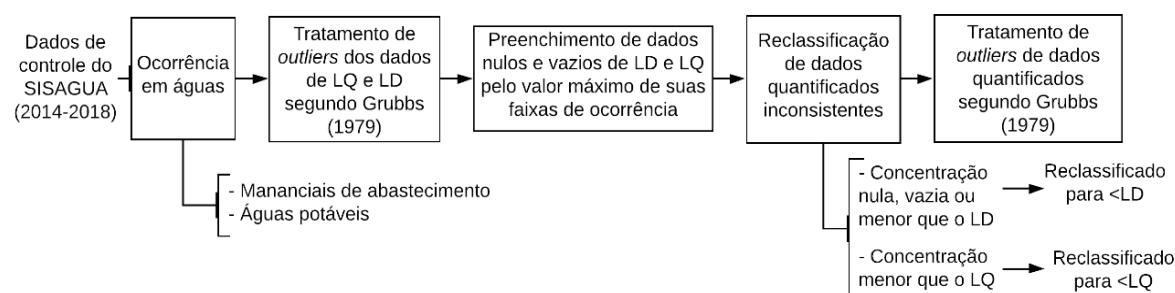 Dados de
controle do
SISAGUA
(2014-2018)
Ocorrência
em águas
Tratamento de
outliers dos dados
de LQ e LD
segundo Grubbs
(1979)
Preenchimento de dados
nulos e vazios de LD e LQ
pelo valor máximo de suas
faixas de ocorrência
Reclassificação
de dados
quantificados
inconsistentes
Tratamento de
outliers de dados
quantificados
segundo Grubbs
(1979)
- Mananciais de abastecimento
- Águas potáveis
- Concentração
nula, vazia ou
menor que o LD
Reclassificado
para <LD
- Concentração
menor que o LQ
Reclassificado
para <LQ